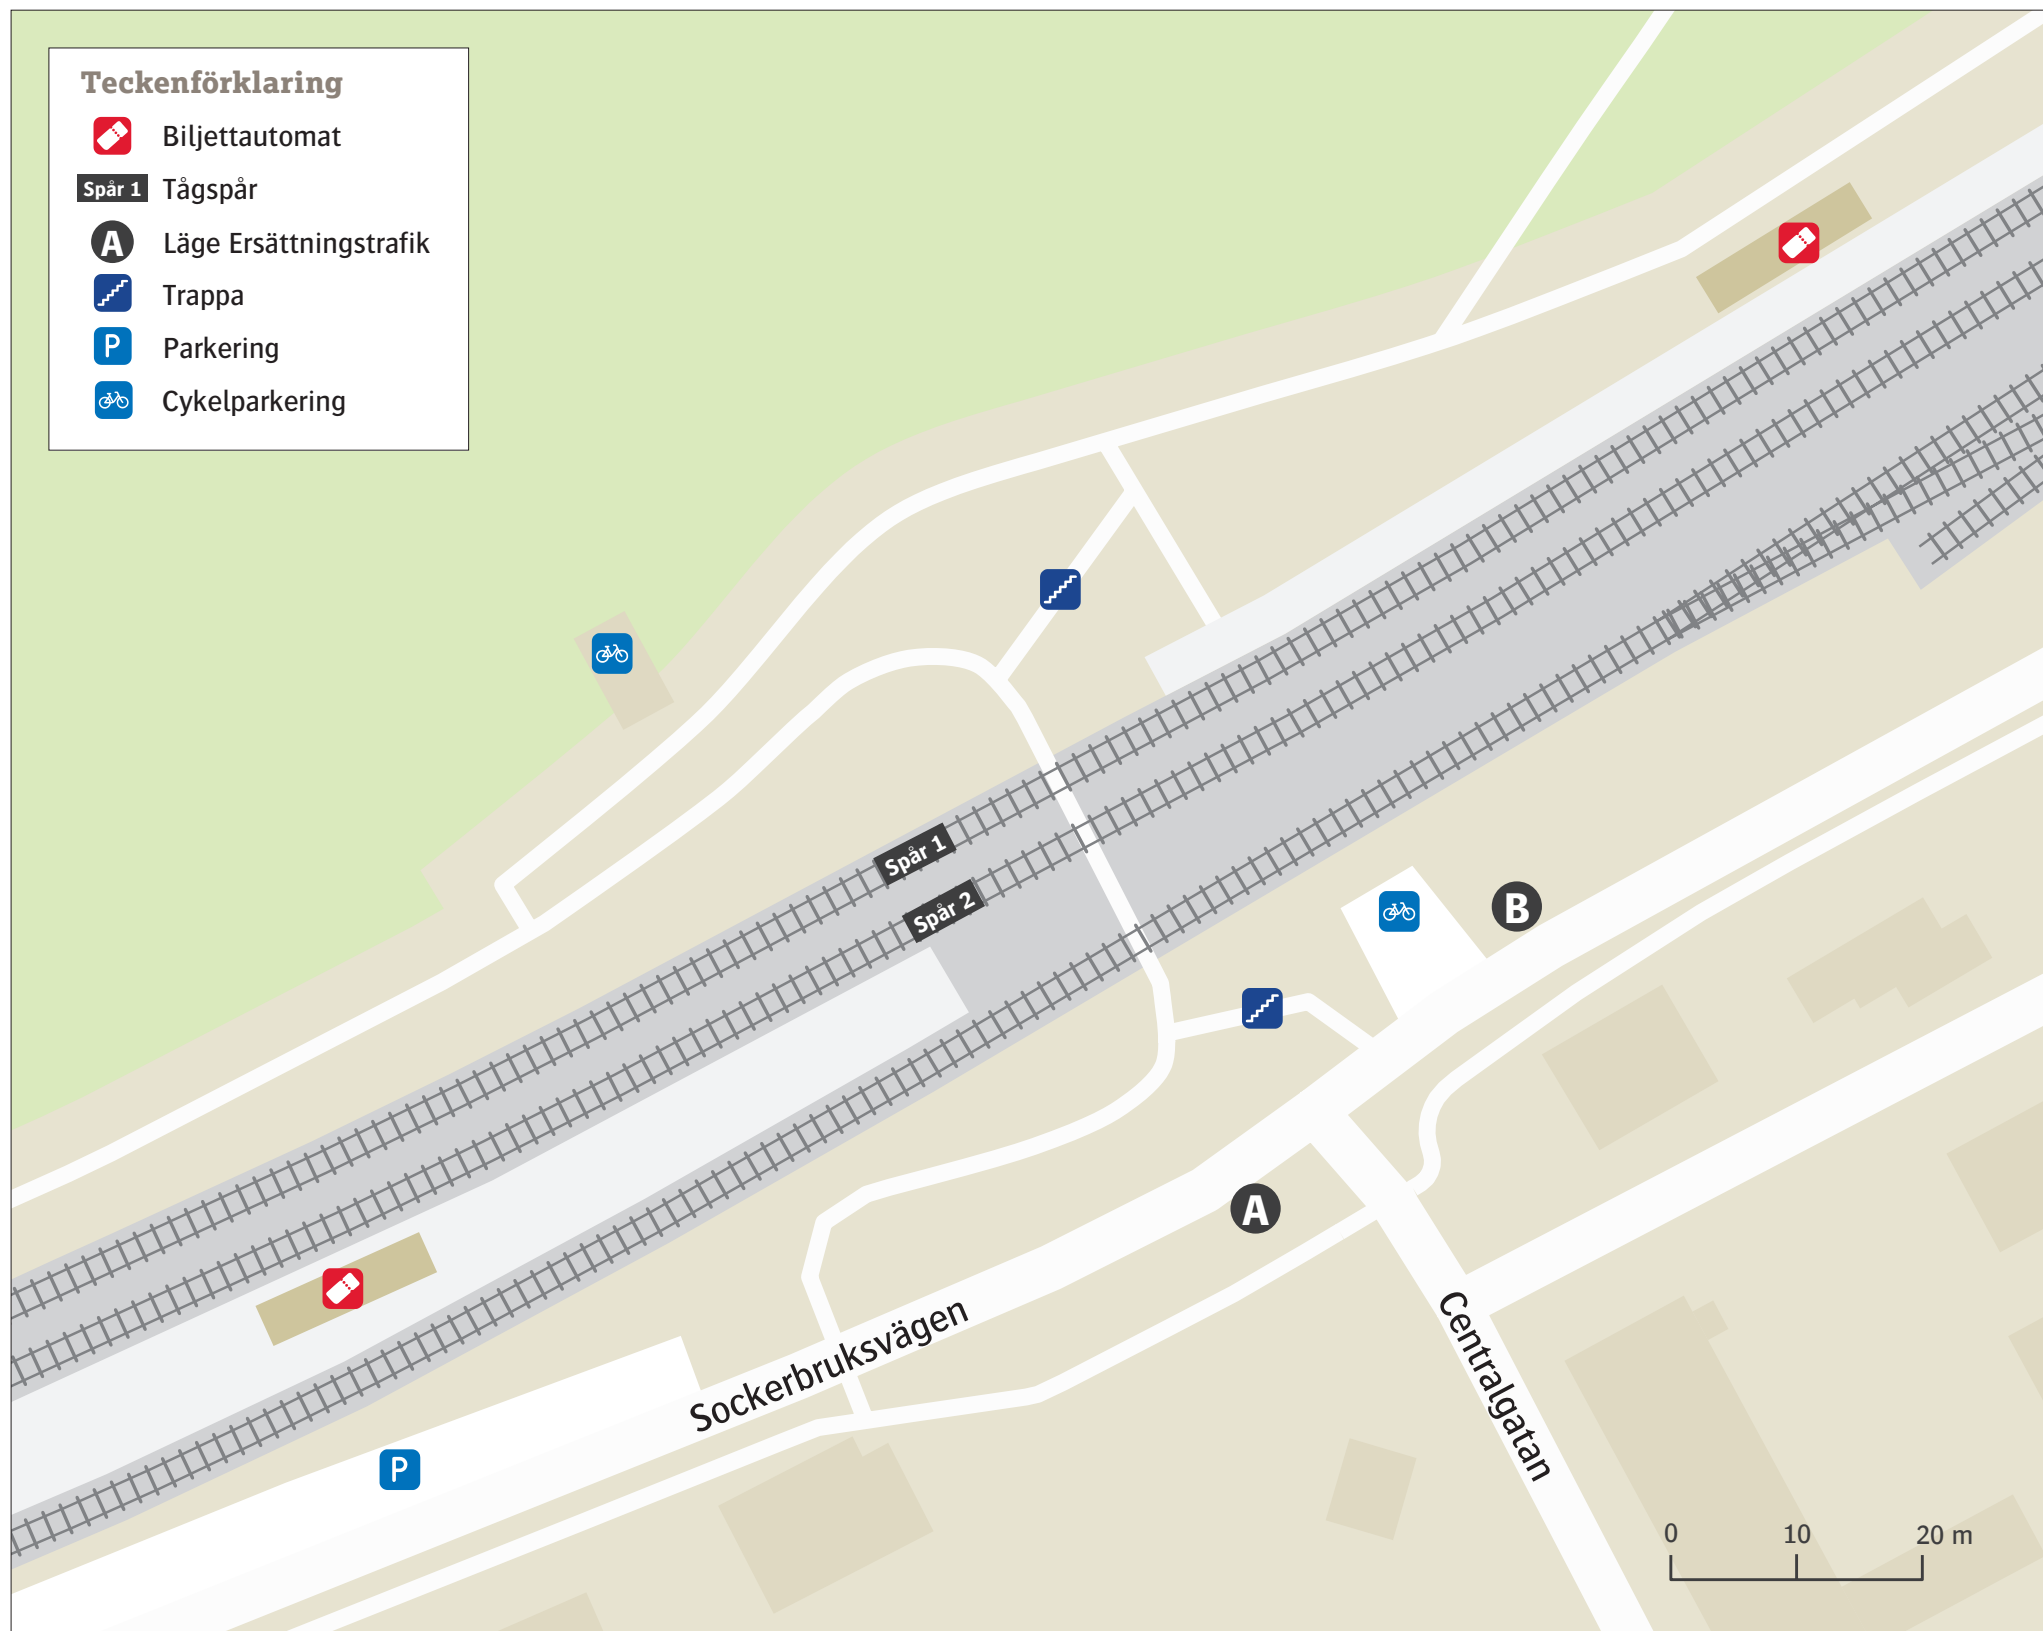 Teckenförklaring
Biljettautomat
Spår 1 Tågspår
A Läge Ersättningstrafik
Trappa
P Parkering
Cykelparkering
Spår 1
Spår 2
B
A
Sockerbruksvägen
Centralgatan
P
0 10 20 m